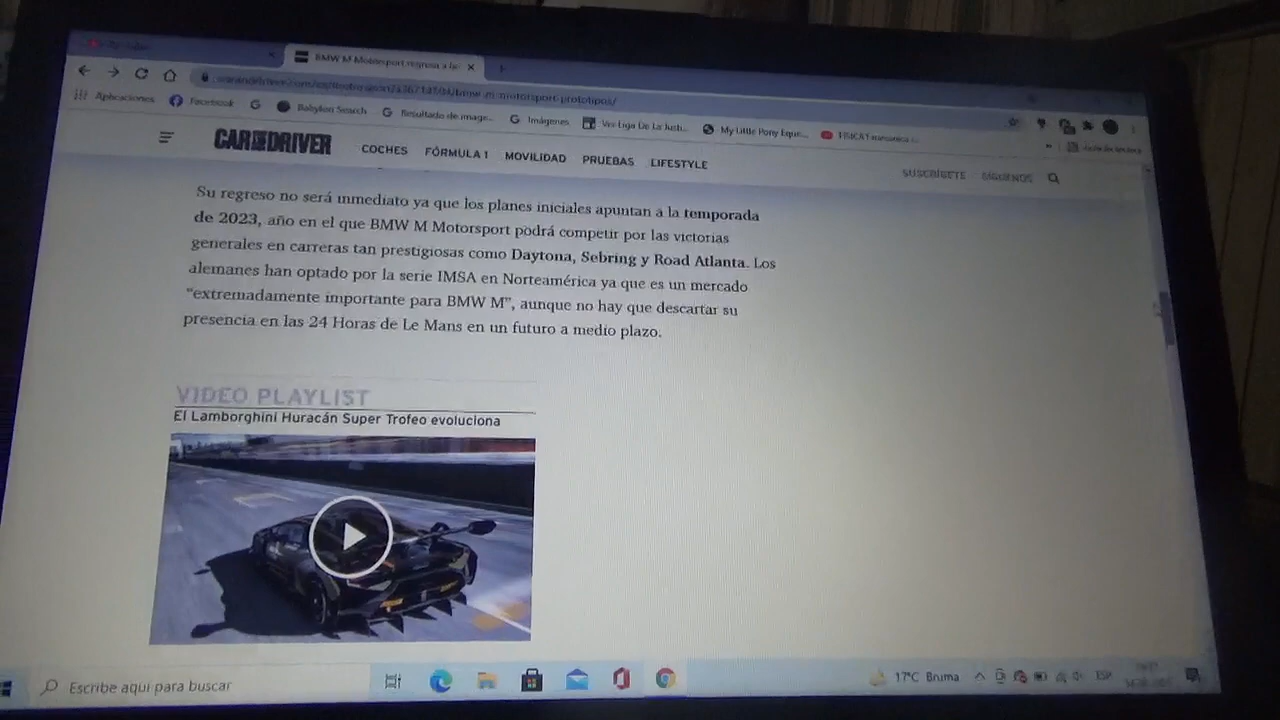 BMW M Motorsport regresa a la
Aplicaciones Facebook G Babylon Search Resultado de image... Imágenes Ver Liga De La Justi... My Little Pony Eque...
CAR AND DRIVER COCHES FÓRMULA 1 MOVILIDAD PRUEBAS LIFESTYLE SUSCRÍBETE SÍGUENOS
Su regreso no será inmediato ya que los planes iniciales apuntan a la temporada
de 2023, año en el que BMW M Motorsport podrá competir por las victorias
generales en carreras tan prestigiosas como Daytona, Sebring y Road Atlanta. Los
alemanes han optado por la serie IMSA en Norteamérica ya que es un mercado
“extremadamente importante para BMW M”, aunque no hay que descartar su
presencia en las 24 Horas de Le Mans en un futuro a medio plazo.
VIDEO PLAYLIST
El Lamborghini Huracán Super Trofeo evoluciona
Escribe aquí para buscar 17°C Bruma ESP